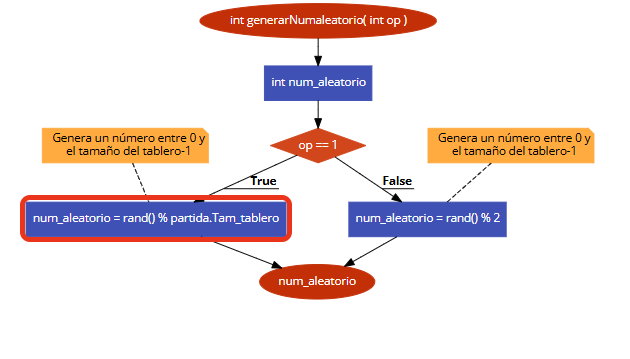 int generarNumaleatorio( int op )
int num_aleatorio
Genera un número entre 0 y
el tamaño del tablero-1
op == 1
Genera un número entre 0 y
el tamaño del tablero-1
True
False
num_aleatorio = rand() % partida.Tam_tablero
num_aleatorio = rand() % 2
num_aleatorio